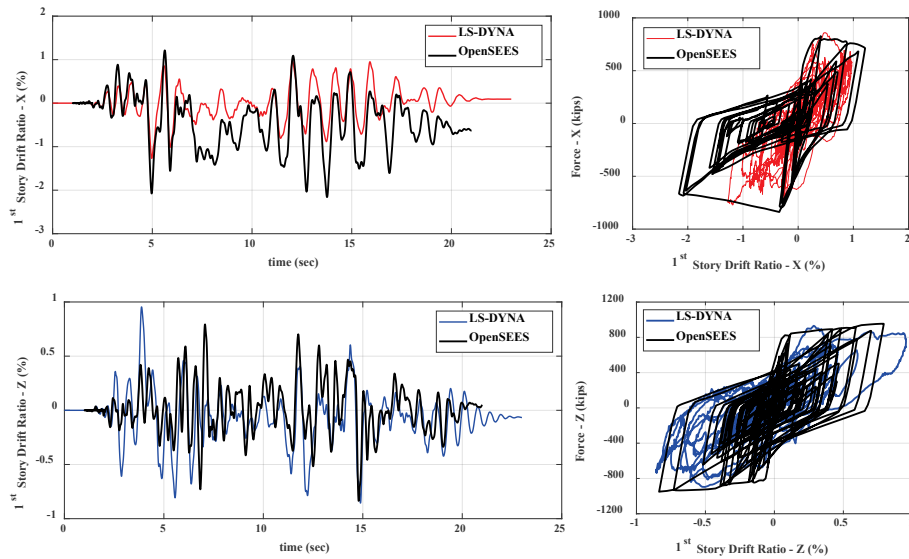 2
1
0
-1
-2
-3
1st Story Drift Ratio - X (%)
LS-DYNA
OpenSEES
0
5
10
15
20
25
time (sec)
1000
500
0
-500
-1000
Force - X (kips)
LS-DYNA
OpenSEES
-3
-2
-1
0
1
2
1st Story Drift Ratio - X (%)
1
0.5
0
-0.5
-1
1st Story Drift Ratio - Z (%)
LS-DYNA
OpenSEES
0
5
10
15
20
25
time (sec)
1200
800
400
0
-400
-800
-1200
Force - Z (kips)
LS-DYNA
OpenSEES
-1
-0.5
0
0.5
1st Story Drift Ratio - Z (%)